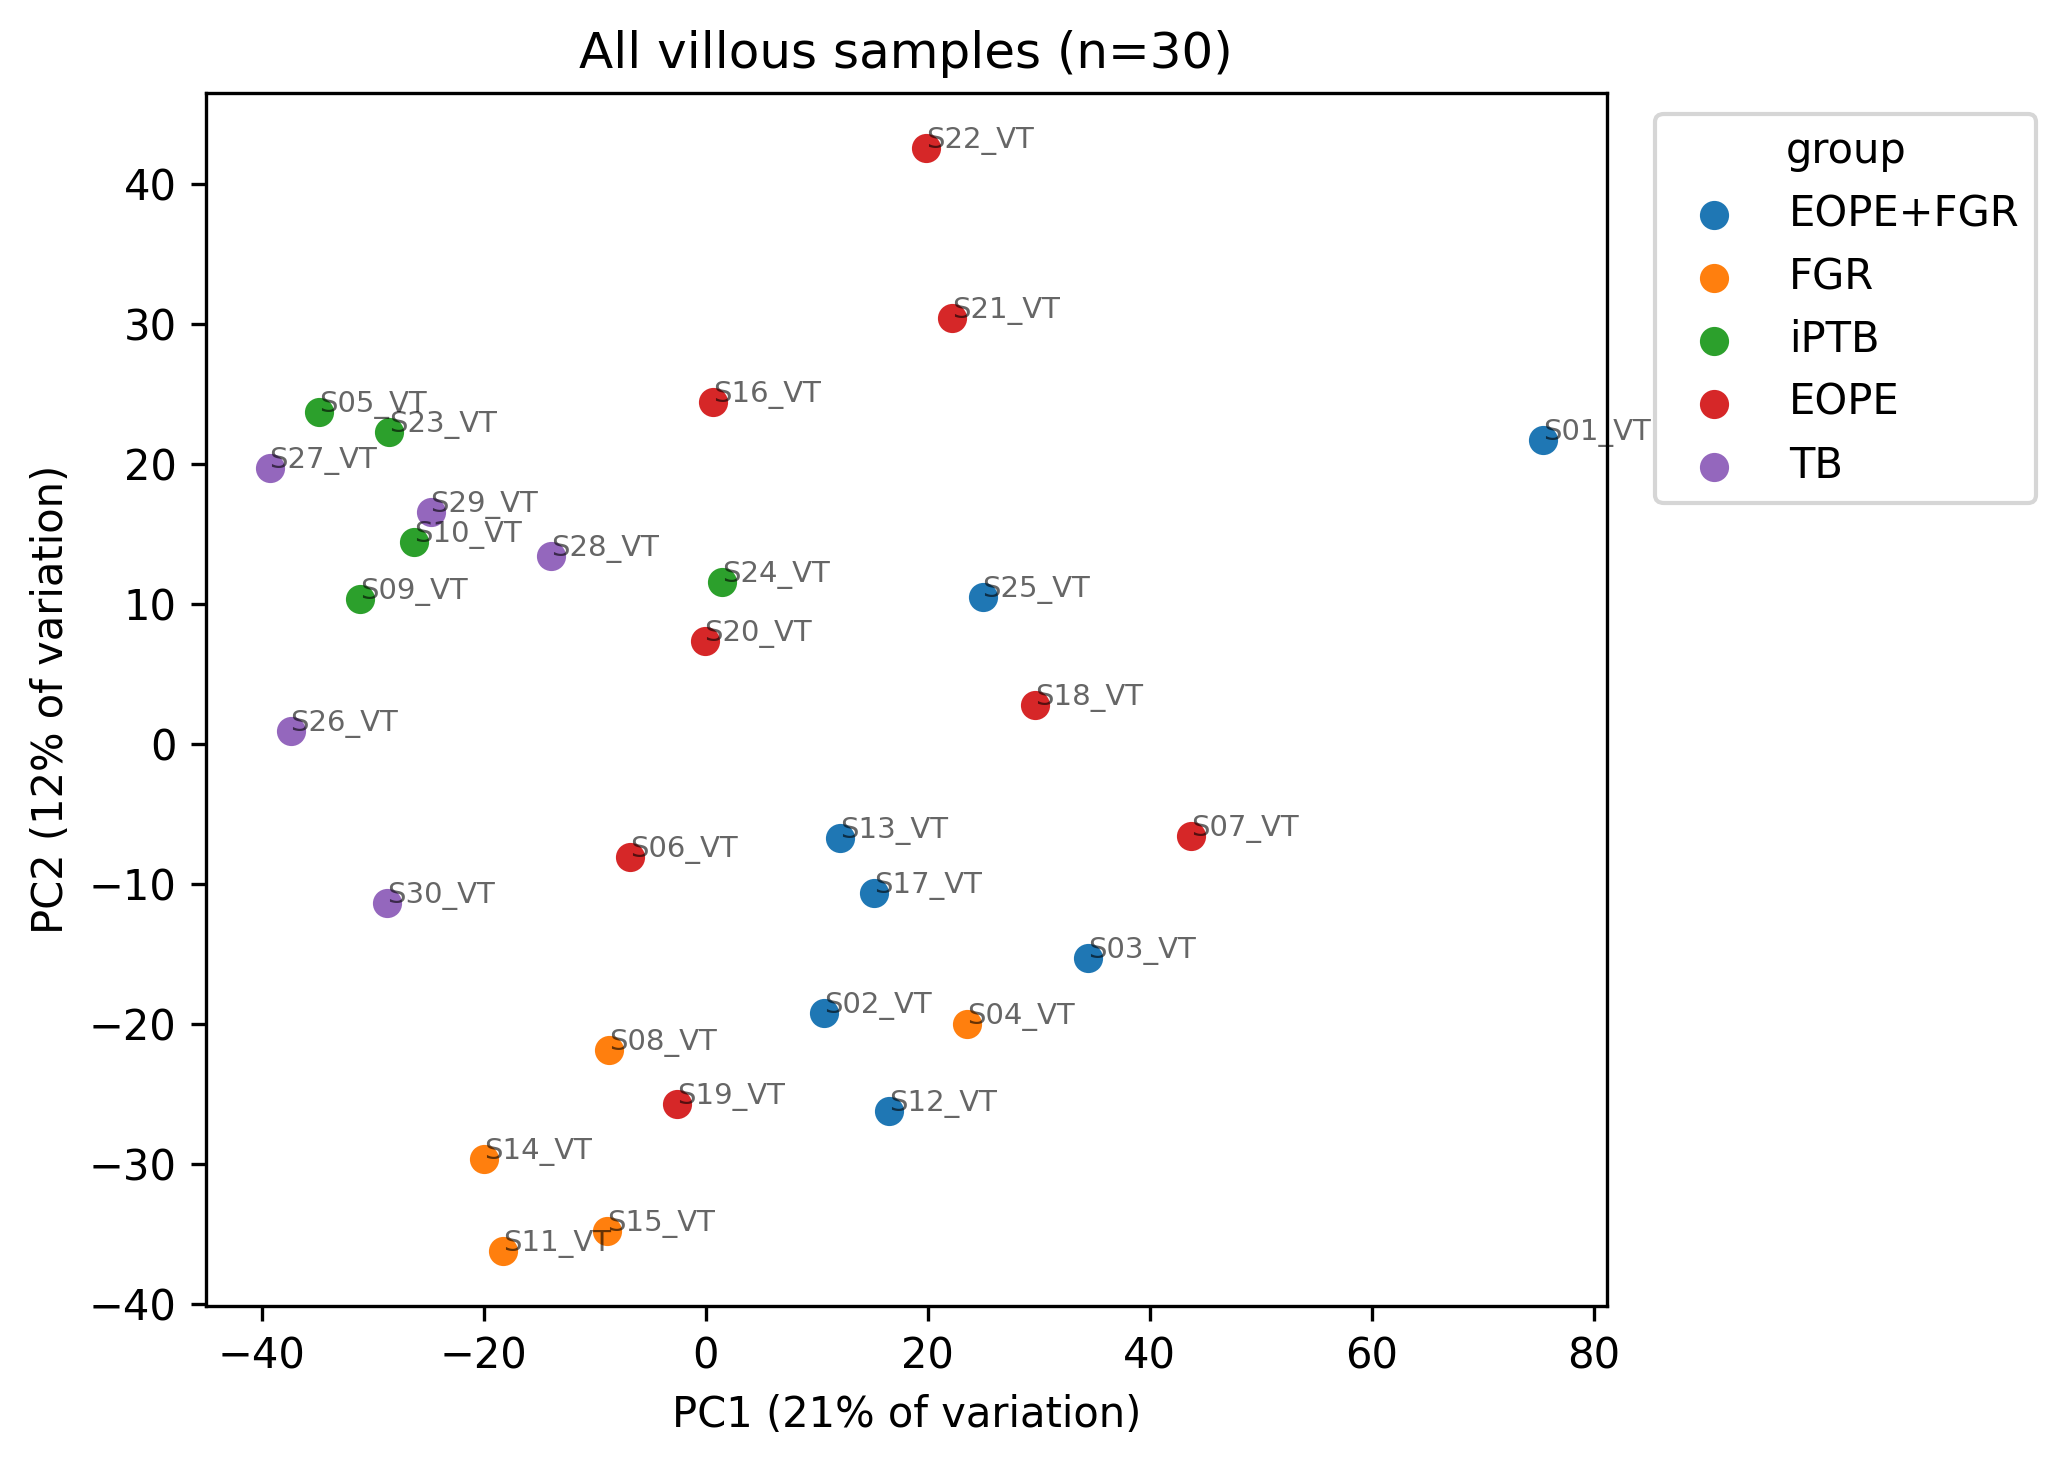 All villous samples (n=30)
S22_VT
40
30
20
10
0
−10
−20
−30
−40
PC2 (12% of variation)
S21_VT
S16_VT
S05_VT
S23_VT
S01_VT
S27_VT
S29_VT
S10_VT
S28_VT
S24_VT
S09_VT
S25_VT
S20_VT
S18_VT
S26_VT
S13_VT
S07_VT
S06_VT
S17_VT
S30_VT
S03_VT
S02_VT
S04_VT
S08_VT
S19_VT
S12_VT
S14_VT
S15_VT
S11_VT
−40 −20 0 20 40 60 80
PC1 (21% of variation)
group
EOPE+FGR
FGR
iPTB
EOPE
TB